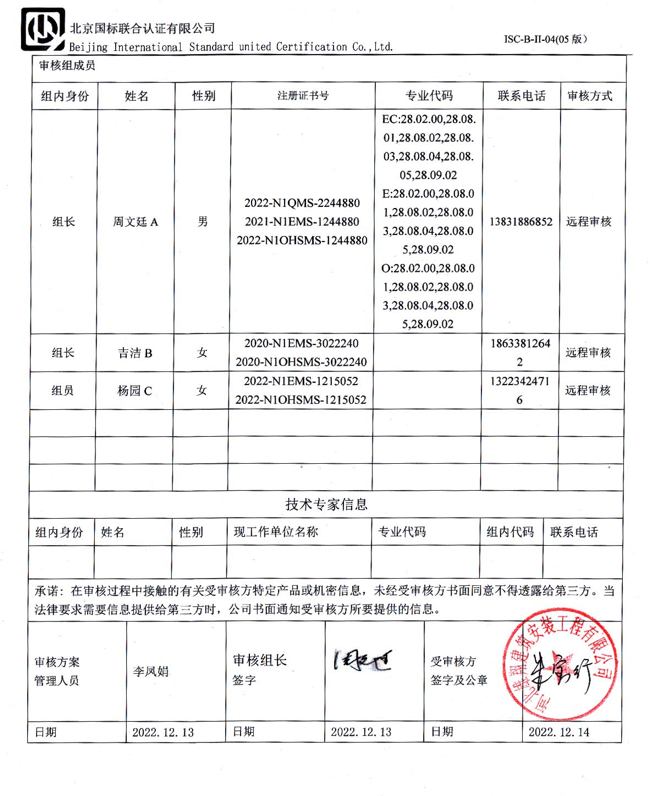 北京国标联合认证有限公司
Beijing International Standard united Certification Co.,Ltd.
ISC-B-II-04(05 版)
审核组成员
组内身份 姓名 性别 注册证书号 专业代码 联系电话 审核方式
组长 周文廷 A 男 2022-N1QMS-2244880
2021-N1EMS-1244880
2022-N1OHSMS-1244880
EC:28.02.00,28.08.
01,28.08.02,28.08.
03,28.08.04,28.08.
05,28.09.02
E:28.02.00,28.08.0
1,28.08.02,28.08.0
3,28.08.04,28.08.0
5,28.09.02
O:28.02.00,28.08.0
1,28.08.02,28.08.0
3,28.08.04,28.08.0
5,28.09.02
13831886852 远程审核
组长 吉洁 B 女 2020-N1EMS-3022240
2020-N1OHSMS-3022240
1863381264
2
远程审核
组员 杨园 C 女 2022-N1EMS-1215052
2022-N1OHSMS-1215052
1322342471
6
远程审核
技术专家信息
组内身份 姓名 性别 现工作单位名称 专业代码 组内代码 联系电话
承诺：在审核过程中接触的有关受审核方特定产品或机密信息，未经受审核方书面同意不得透露给第三方。当
法律要求需要信息提供给第三方时，公司书面通知受审核方所要提供的信息。
审核方案
管理人员
李凤娟
审核组长
签字
受审核方
签字及公章
建筑安装工程有限公司
日期 2022.12.13 日期 2022.12.13 日期 2022.12.14